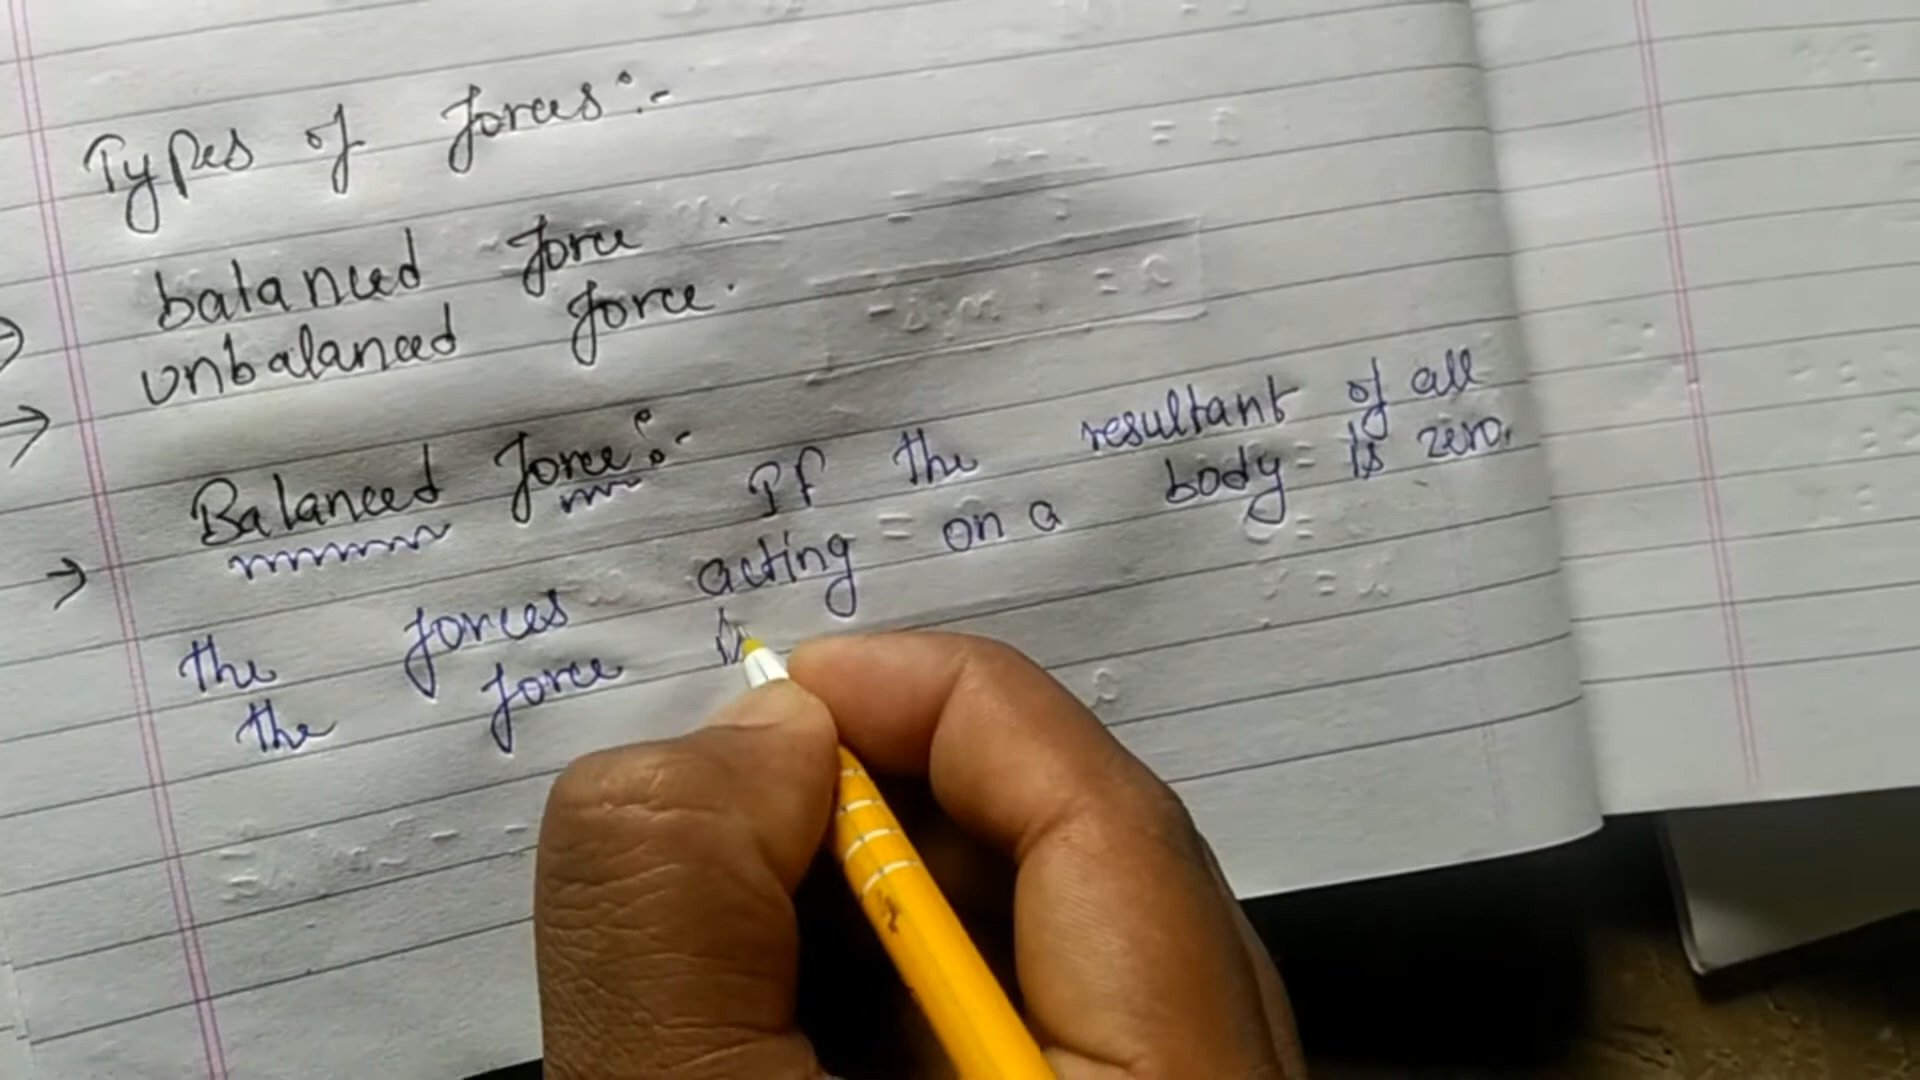 Types of forces:-
→ balanced force.
→ unbalanced force.
→ Balanced force:- If the resultant of all
the forces acting on a body is zero.
the force